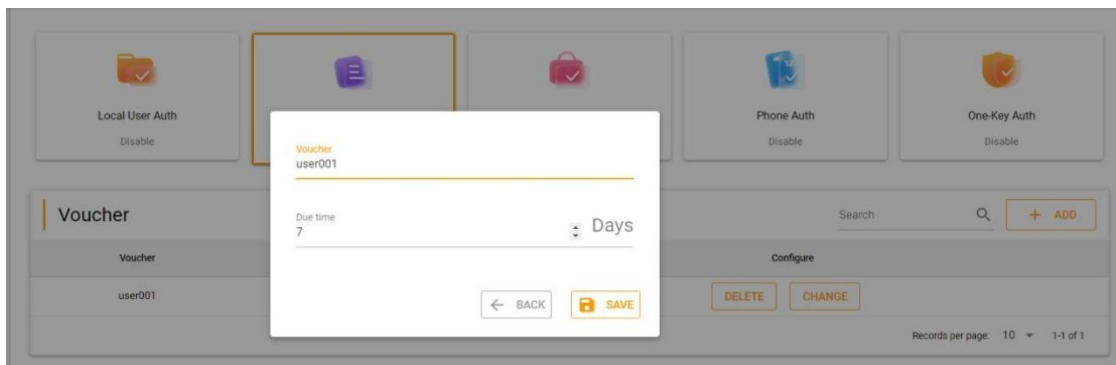 Local User Auth
Disable
Phone Auth
Disable
One-Key Auth
Disable
Voucher
user001
Due time
7
Days
BACK
SAVE
Voucher
Search
+ ADD
Voucher
Configure
user001
DELETE
CHANGE
Records per page: 10
1-1 of 1